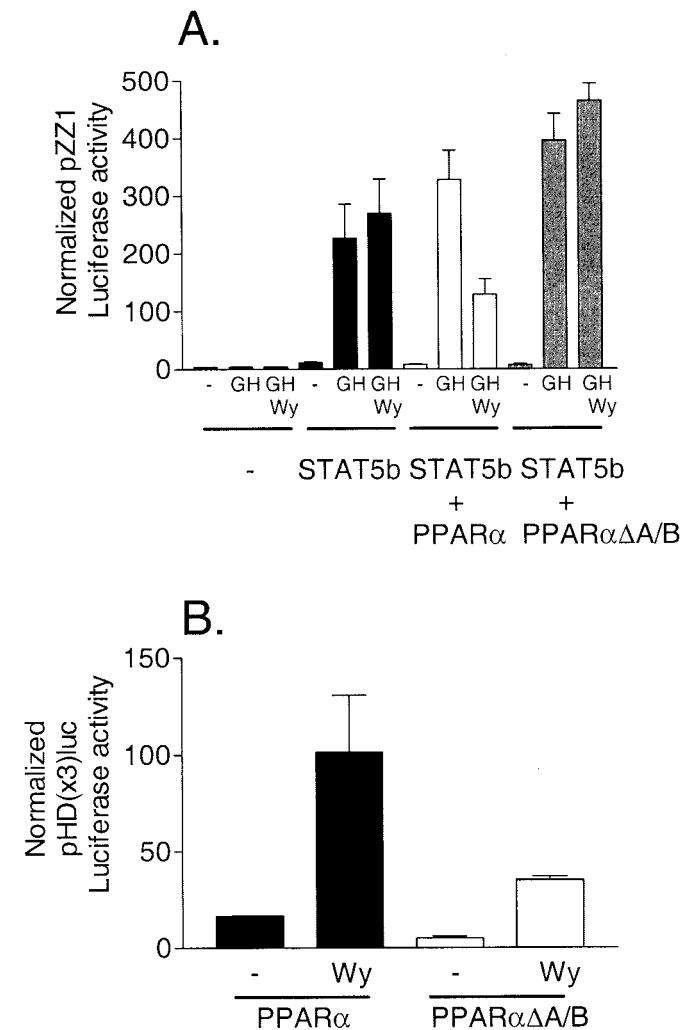 A.
Normalized pZZ1
Luciferase activity
500
400
300
200
100
0
- GH GH - GH GH - GH GH - GH GH
Wy Wy Wy Wy
- STAT5b STAT5b STAT5b
+ +
PPARα PPARαΔA/B
B.
Normalized
pHD(x3)luc
Luciferase activity
150
100
50
0
- Wy - Wy
PPARα PPARαΔA/B